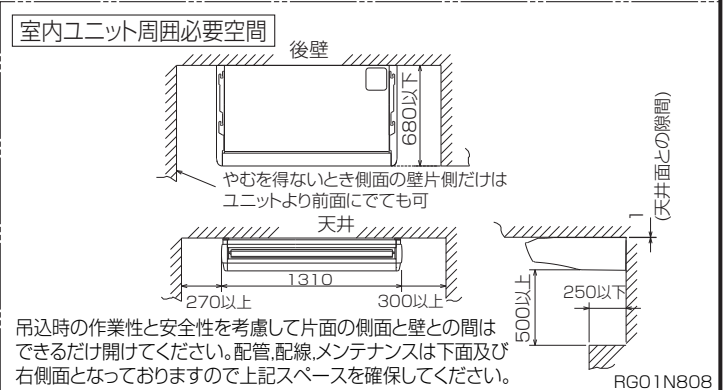 室内ユニット周囲必要空間
後壁
680以下
やむを得ないとき側面の壁片側だけは
ユニットより前面にでても可
天井
1
(天井面との隙間)
1310
270以上
300以上
500以上
250以下
吊込時の作業性と安全性を考慮して片面の側面と壁との間は
できるだけ開けてください。配管,配線,メンテナンスは下面及び
右側面となっておりますので上記スペースを確保してください。
RG01N808